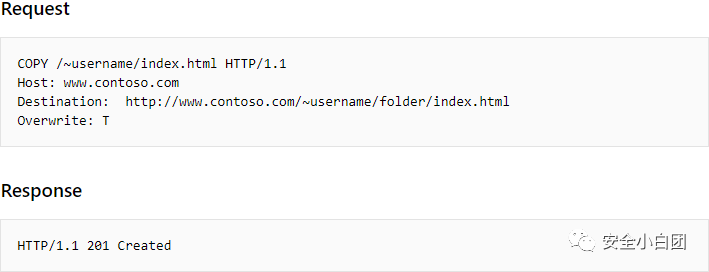 Request
COPY /~username/index.html HTTP/1.1
Host: www.contoso.com
Destination:  http://www.contoso.com/~username/folder/index.html
Overwrite: T
Response
HTTP/1.1 201 Created
安全小白团